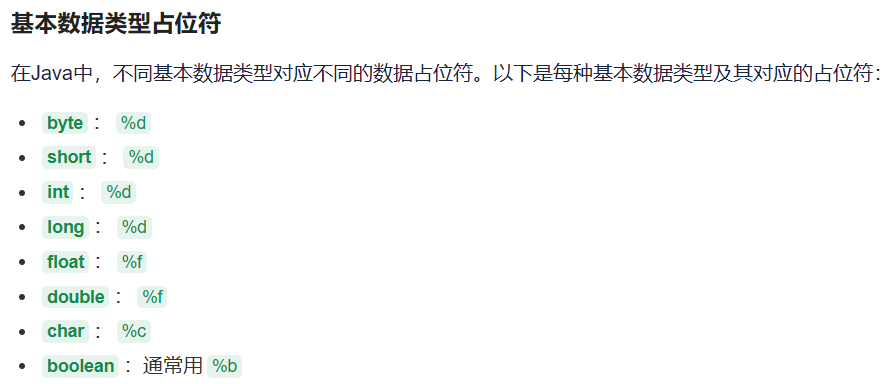 基本数据类型占位符
在Java中，不同基本数据类型对应不同的数据占位符。以下是每种基本数据类型及其对应的占位符：
• byte： %d
• short： %d
• int： %d
• long： %d
• float： %f
• double： %f
• char： %c
• boolean：通常用 %b